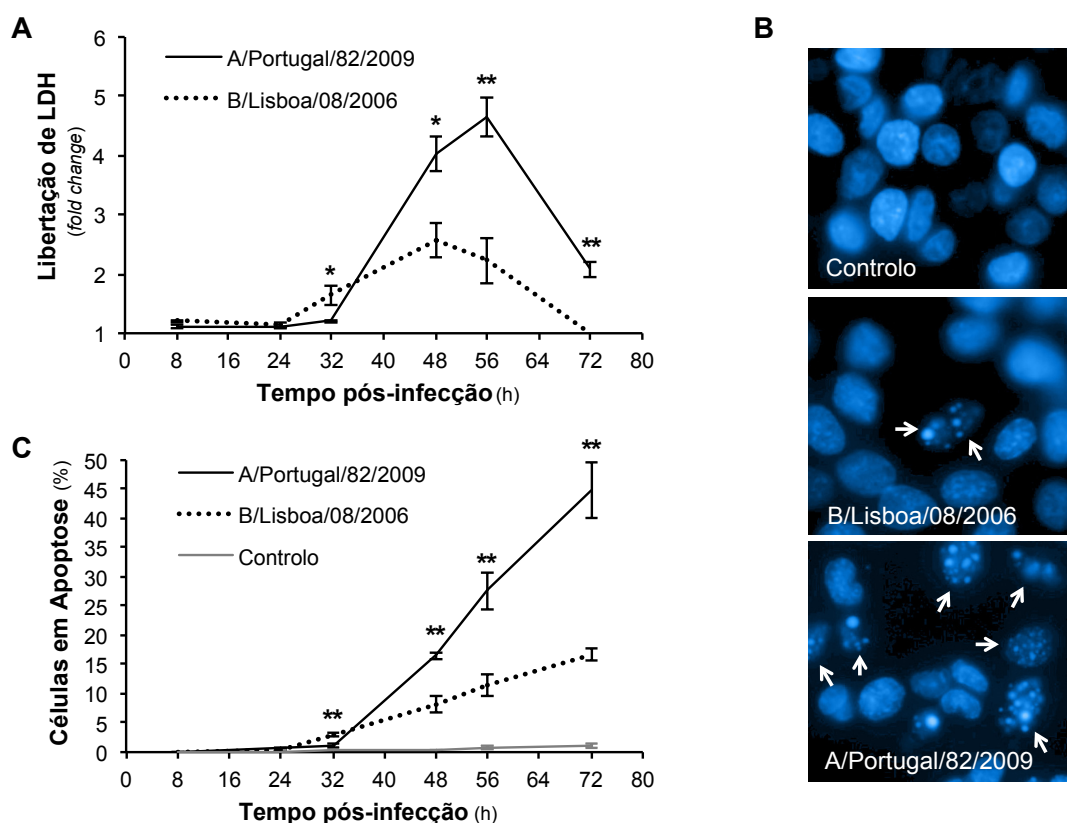 A
Libertação de LDH
(fold change)
6
5
4
3
2
1
A/Portugal/82/2009
B/Lisboa/08/2006
*
*
**
**
0
8
16
24
32
40
48
56
64
72
80
Tempo pós-infecção (h)
B
Controlo
B/Lisboa/08/2006
A/Portugal/82/2009
C
Células em Apoptose (%)
50
45
40
35
30
25
20
15
10
5
0
A/Portugal/82/2009
B/Lisboa/08/2006
Controlo
**
**
**
**
0
8
16
24
32
40
48
56
64
72
80
Tempo pós-infecção (h)